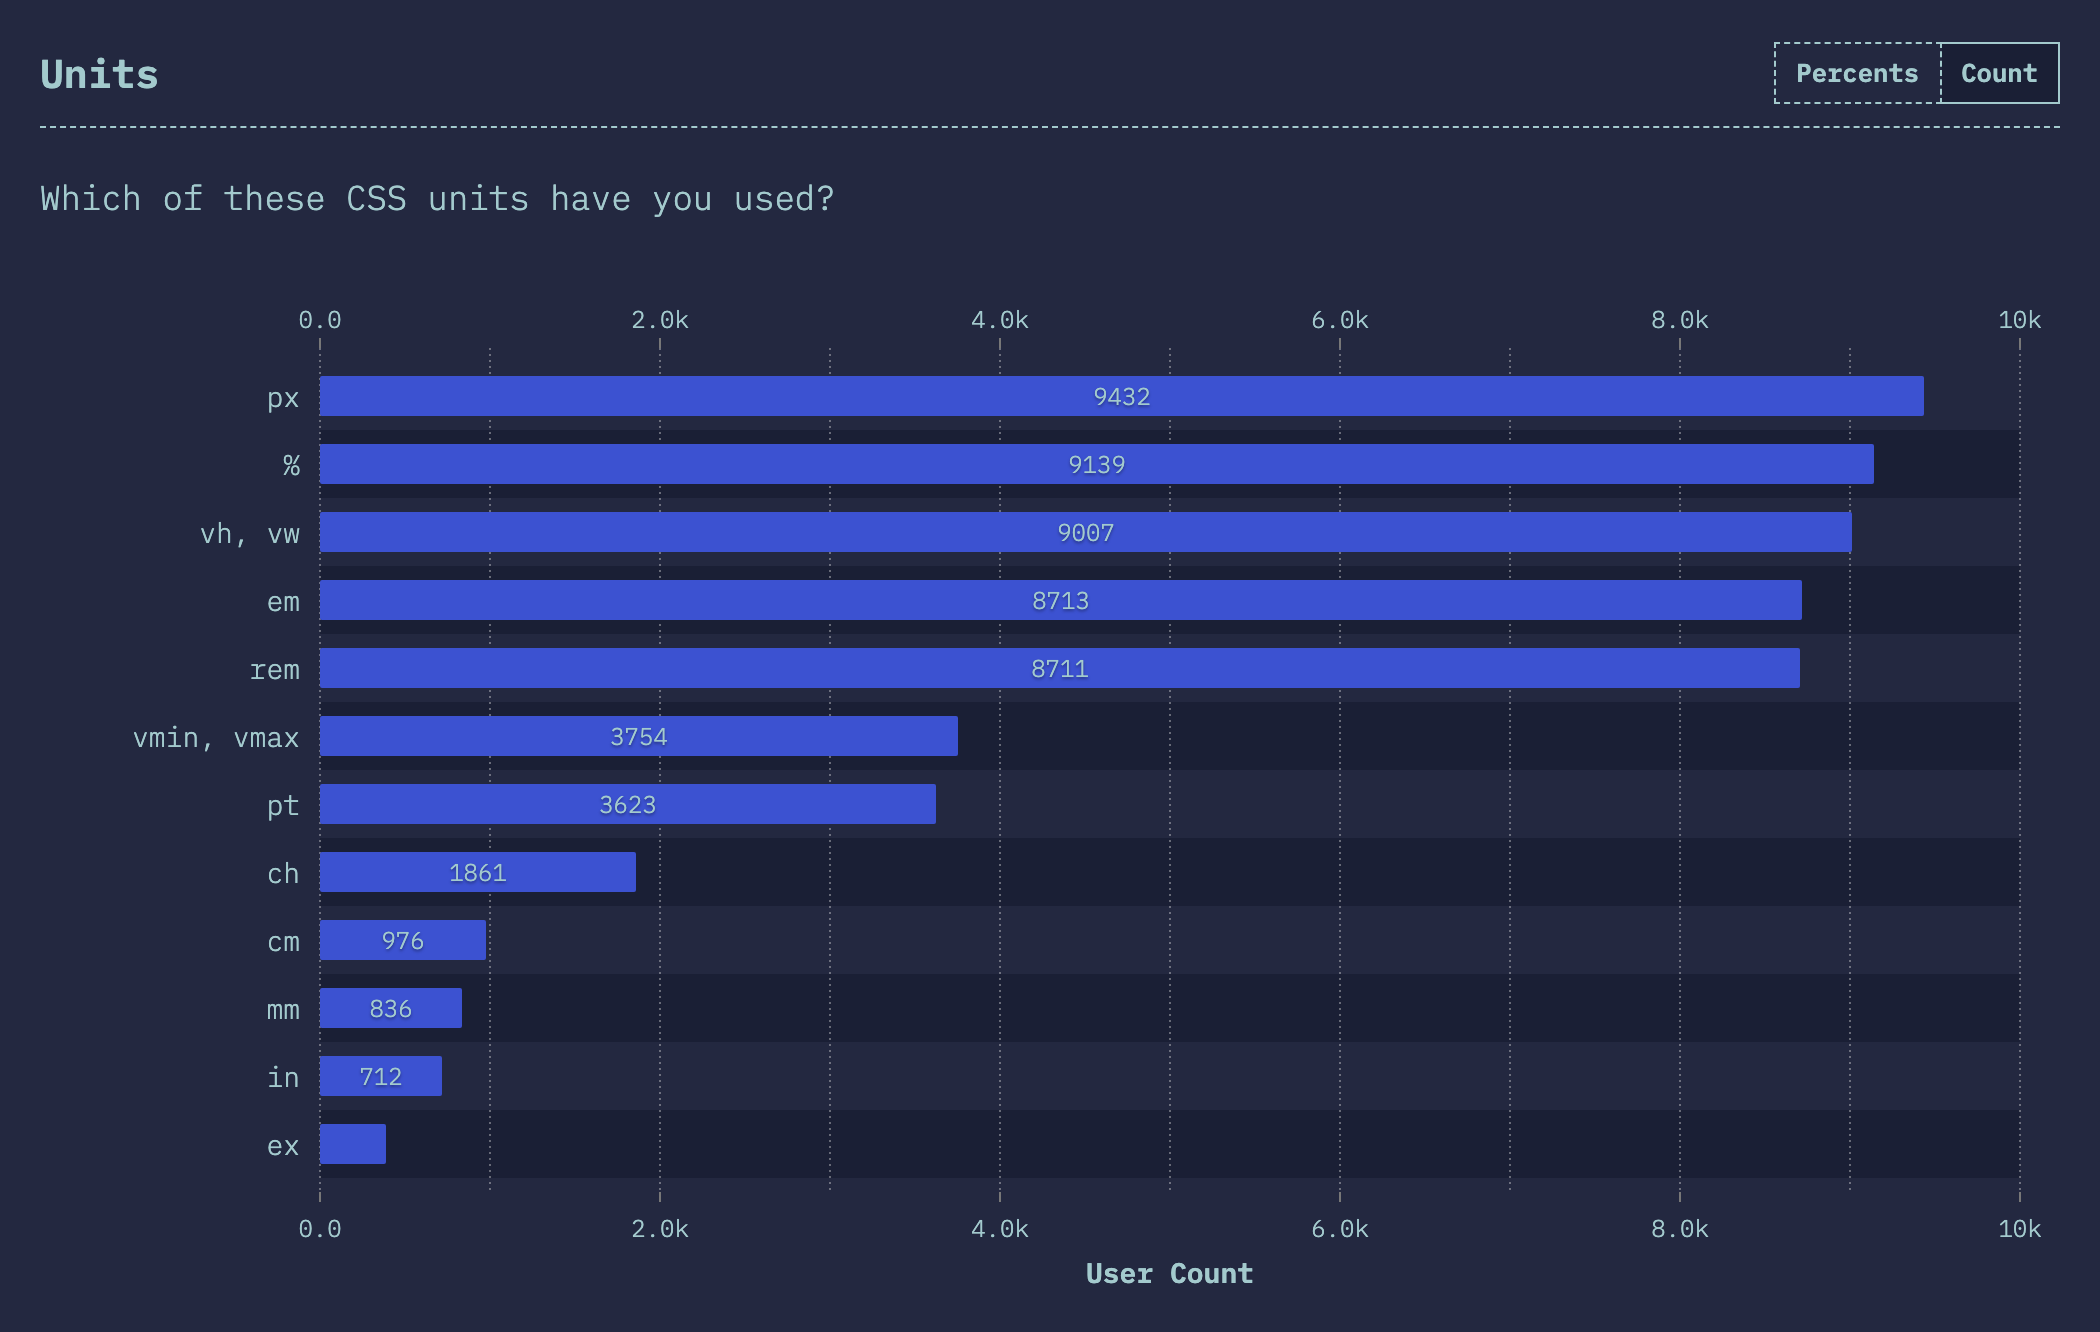 Units
Percents Count
Which of these CSS units have you used?
0.0 2.0k 4.0k 6.0k 8.0k 10k
px 9432
% 9139
vh, vw 9007
em 8713
rem 8711
vmin, vmax 3754
pt 3623
ch 1861
cm 976
mm 836
in 712
ex
0.0 2.0k 4.0k 6.0k 8.0k 10k
User Count